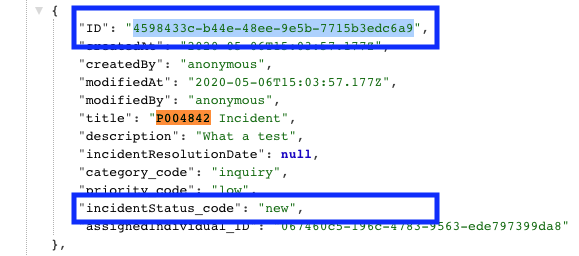 {
"ID": "4598433c-b44e-48ee-9e5b-7715b3edc6a9",
"createdAt": "2020-05-06T15:03:57.177Z",
"createdBy": "anonymous",
"modifiedAt": "2020-05-06T15:03:57.177Z",
"modifiedBy": "anonymous",
"title": "P004842 Incident",
"description": "What a test",
"incidentResolutionDate": null,
"category_code": "inquiry",
"priority_code": "low",
"incidentStatus_code": "new",
"assignedIndividual_ID": "067460c5-196c-4783-9563-ede797399da8"
},